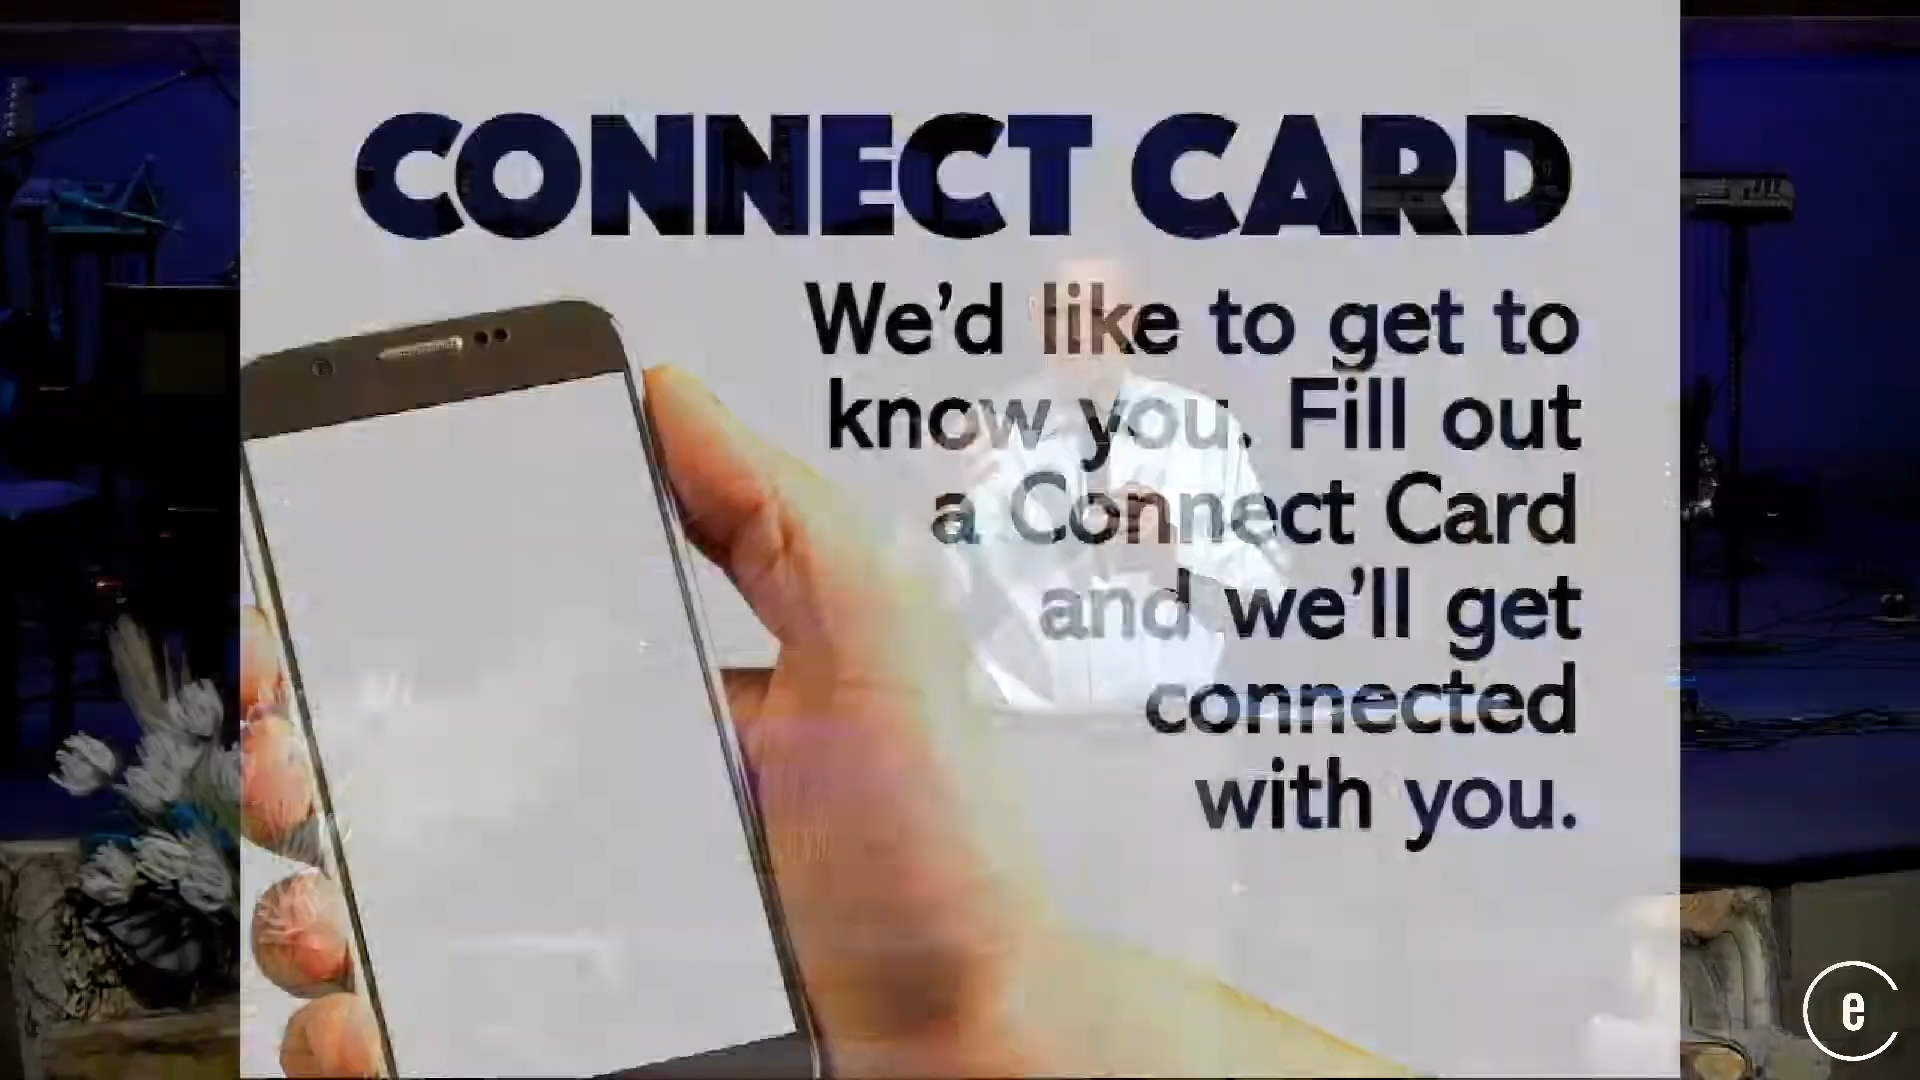 CONNECT CARD
We'd like to get to
know you. Fill out
a Connect Card
and we'll get
connected
with you.
e